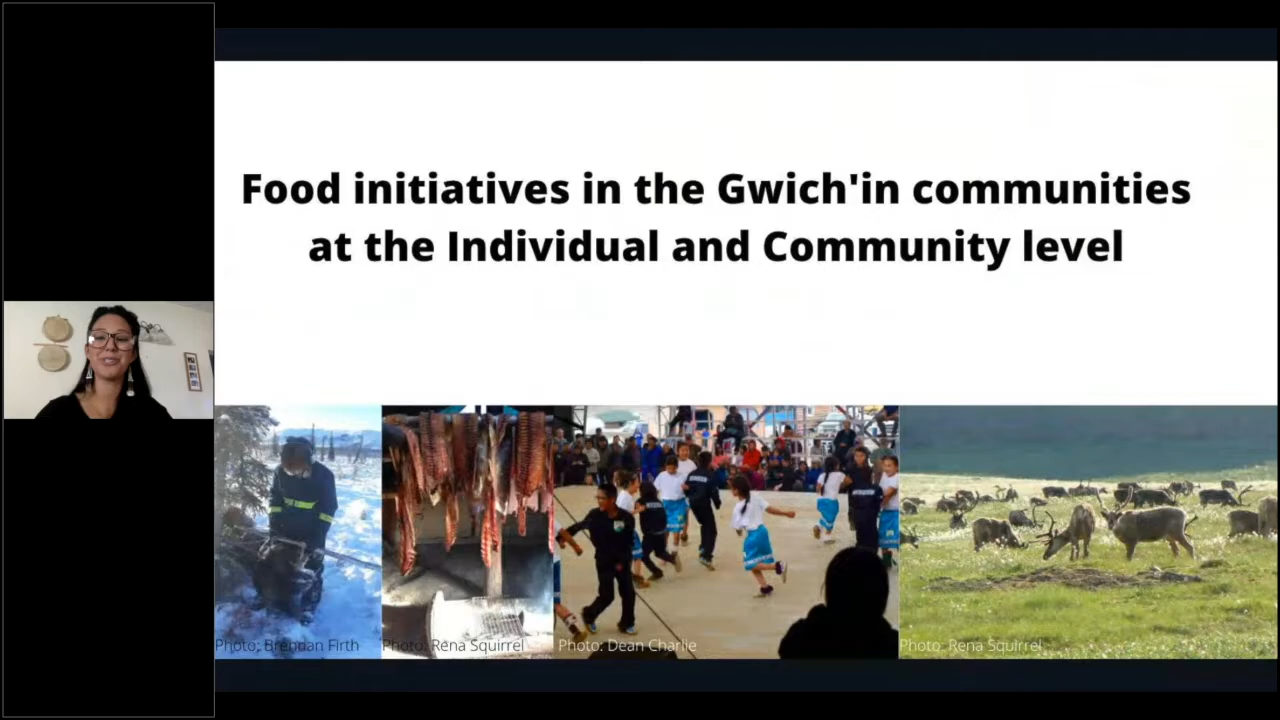 Food initiatives in the Gwich'in communities
at the Individual and Community level
Photo: Brendan Firth
Photo: Rena Squirrel
Photo: Dean Charlie
Photo: Rena Squirrel